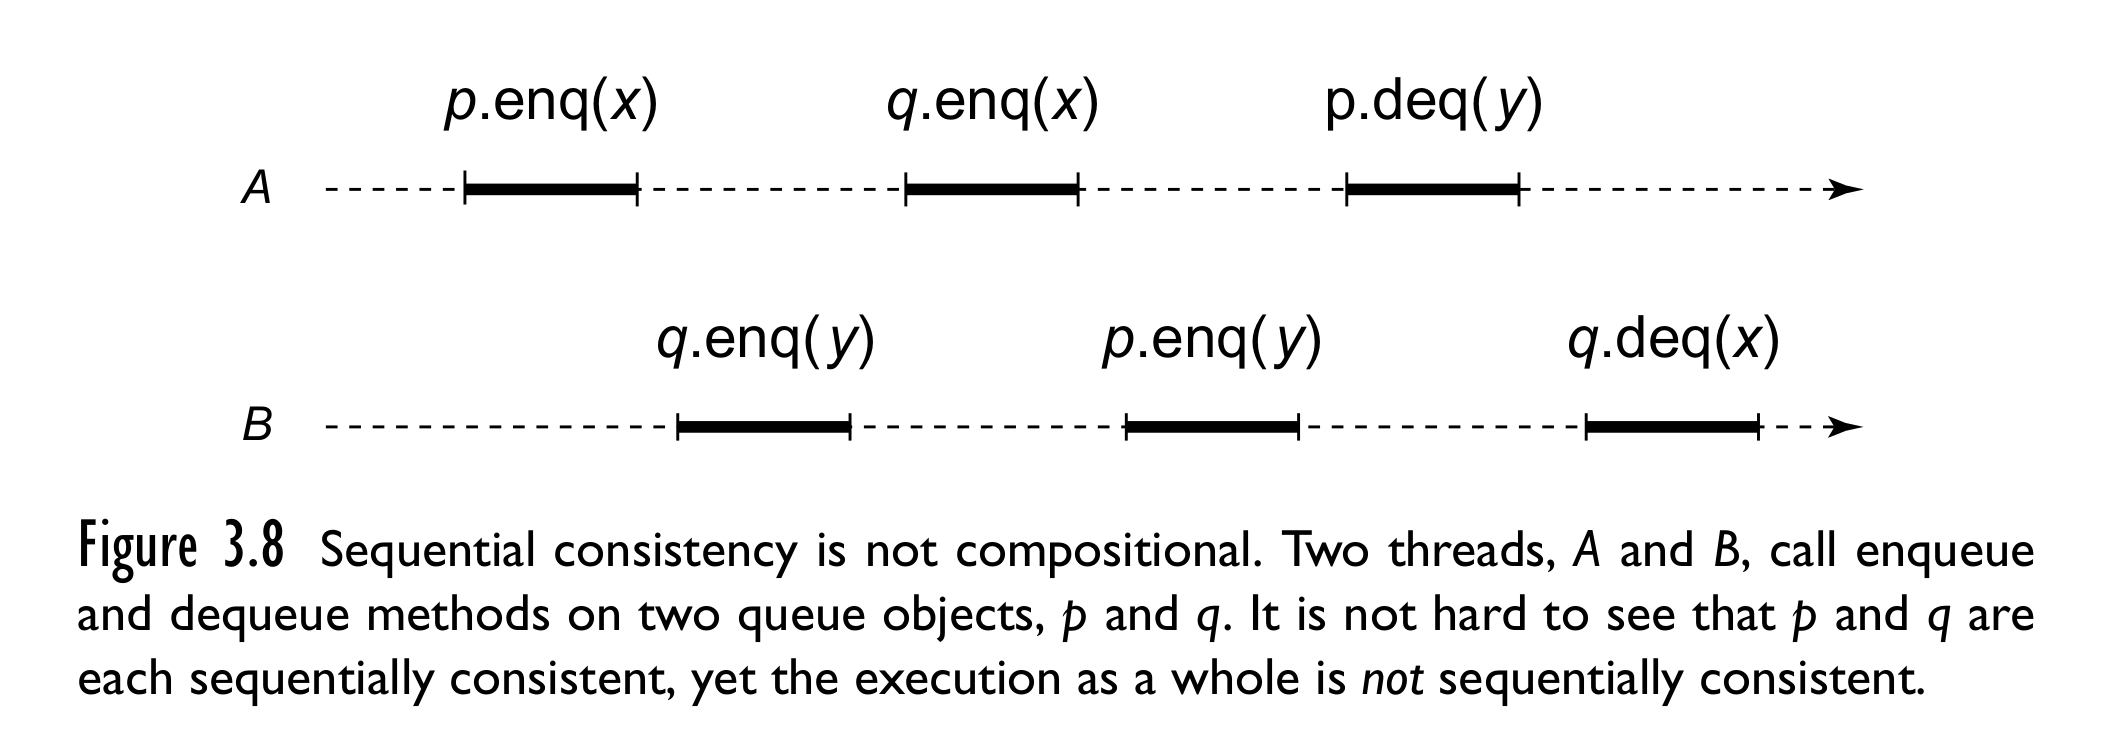 p.enq(x) q.enq(x) p.deq(y)
A
q.enq(y) p.enq(y) q.deq(x)
B
Figure 3.8 Sequential consistency is not compositional. Two threads, A and B, call enqueue
and dequeue methods on two queue objects, p and q. It is not hard to see that p and q are
each sequentially consistent, yet the execution as a whole is not sequentially consistent.